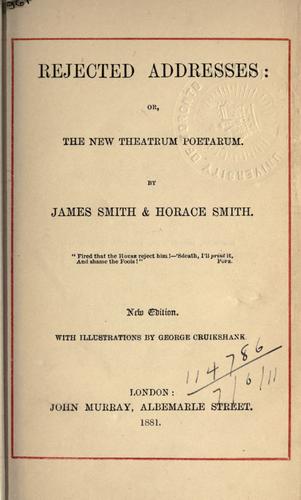 REJECTED ADDRESSES:
OR,
THE NEW THEATRUM POETARUM.
BY
JAMES SMITH & HORACE SMITH.
"Fired that the House reject him!—'Sdeath, I'll print it,
And shame the Fools!" POPE.
New Edition.
WITH ILLUSTRATIONS BY GEORGE CRUIKSHANK
114786
7/6/11
LONDON:
JOHN MURRAY, ALBEMARLE STREET.
1881.